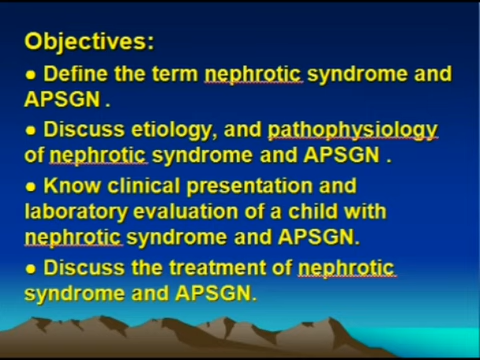 Objectives:
● Define the term nephrotic syndrome and
APSGN .
● Discuss etiology, and pathophysiology
of nephrotic syndrome and APSGN .
● Know clinical presentation and
laboratory evaluation of a child with
nephrotic syndrome and APSGN.
● Discuss the treatment of nephrotic
syndrome and APSGN.